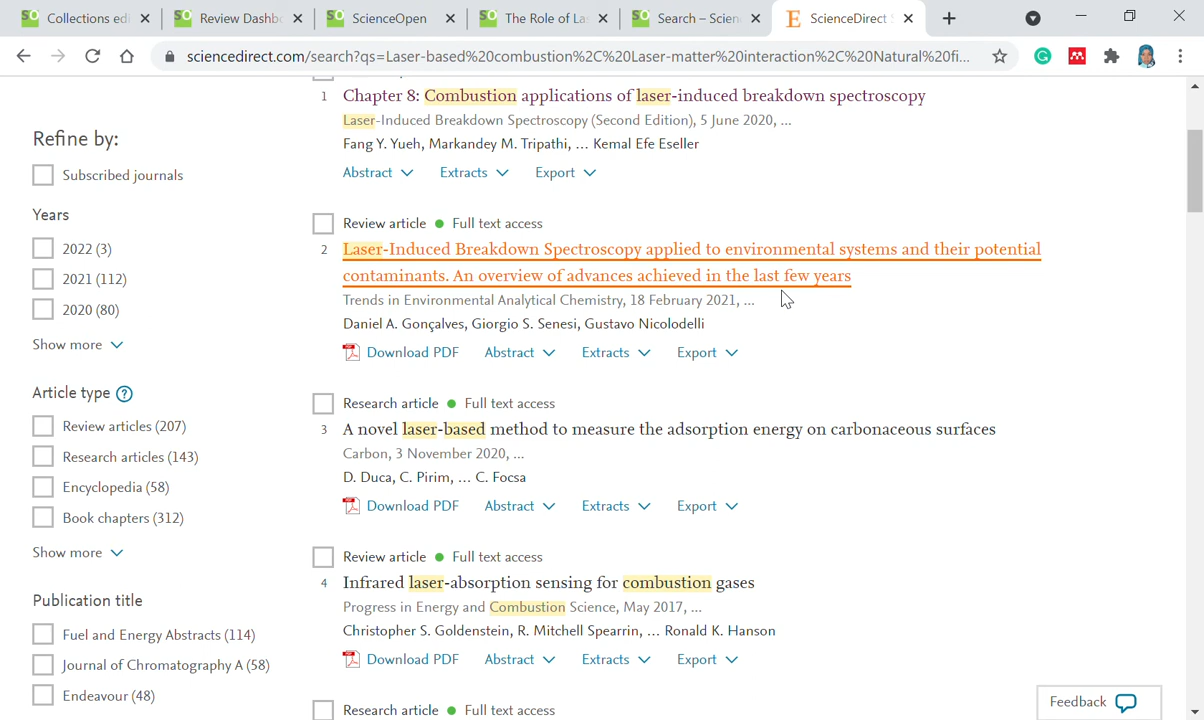 Collections edi
Review Dashbo
ScienceOpen
The Role of La
Search – Scien
ScienceDirect
sciencedirect.com/search?qs=Laser-based%20combustion%2C%20Laser-matter%20interaction%2C%20Natural%20fi...
Refine by:
Subscribed journals
Years
2022 (3)
2021 (112)
2020 (80)
Show more
Article type ?
Review articles (207)
Research articles (143)
Encyclopedia (58)
Book chapters (312)
Show more
Publication title
Fuel and Energy Abstracts (114)
Journal of Chromatography A (58)
Endeavour (48)
1 Chapter 8: Combustion applications of laser-induced breakdown spectroscopy
Laser-Induced Breakdown Spectroscopy (Second Edition), 5 June 2020, ...
Fang Y. Yueh, Markandey M. Tripathi, ... Kemal Efe Eseller
Abstract Extracts Export
Review article Full text access
2 Laser-Induced Breakdown Spectroscopy applied to environmental systems and their potential
contaminants. An overview of advances achieved in the last few years
Trends in Environmental Analytical Chemistry, 18 February 2021, ...
Daniel A. Gonçalves, Giorgio S. Senesi, Gustavo Nicolodelli
Download PDF Abstract Extracts Export
Research article Full text access
3 A novel laser-based method to measure the adsorption energy on carbonaceous surfaces
Carbon, 3 November 2020, ...
D. Duca, C. Pirim, ... C. Focsa
Download PDF Abstract Extracts Export
Review article Full text access
4 Infrared laser-absorption sensing for combustion gases
Progress in Energy and Combustion Science, May 2017, ...
Christopher S. Goldenstein, R. Mitchell Spearrin, ... Ronald K. Hanson
Download PDF Abstract Extracts Export
Research article Full text access
Feedback